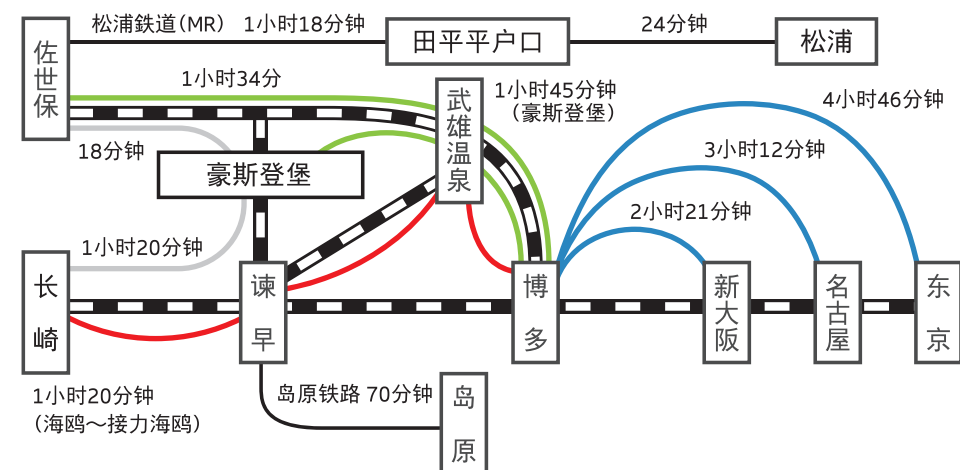 佐世保
松浦鉄道(MR) 1小时18分钟
田平平户口
24分钟
松浦
1小时34分
武雄温泉
1小时45分钟
(豪斯登堡)
4小时46分钟
18分钟
豪斯登堡
3小时12分钟
2小时21分钟
1小时20分钟
长崎
谏早
博多
新大阪
名古屋
东京
1小时20分钟
(海鸥～接力海鸥)
岛原铁路 70分钟
岛原